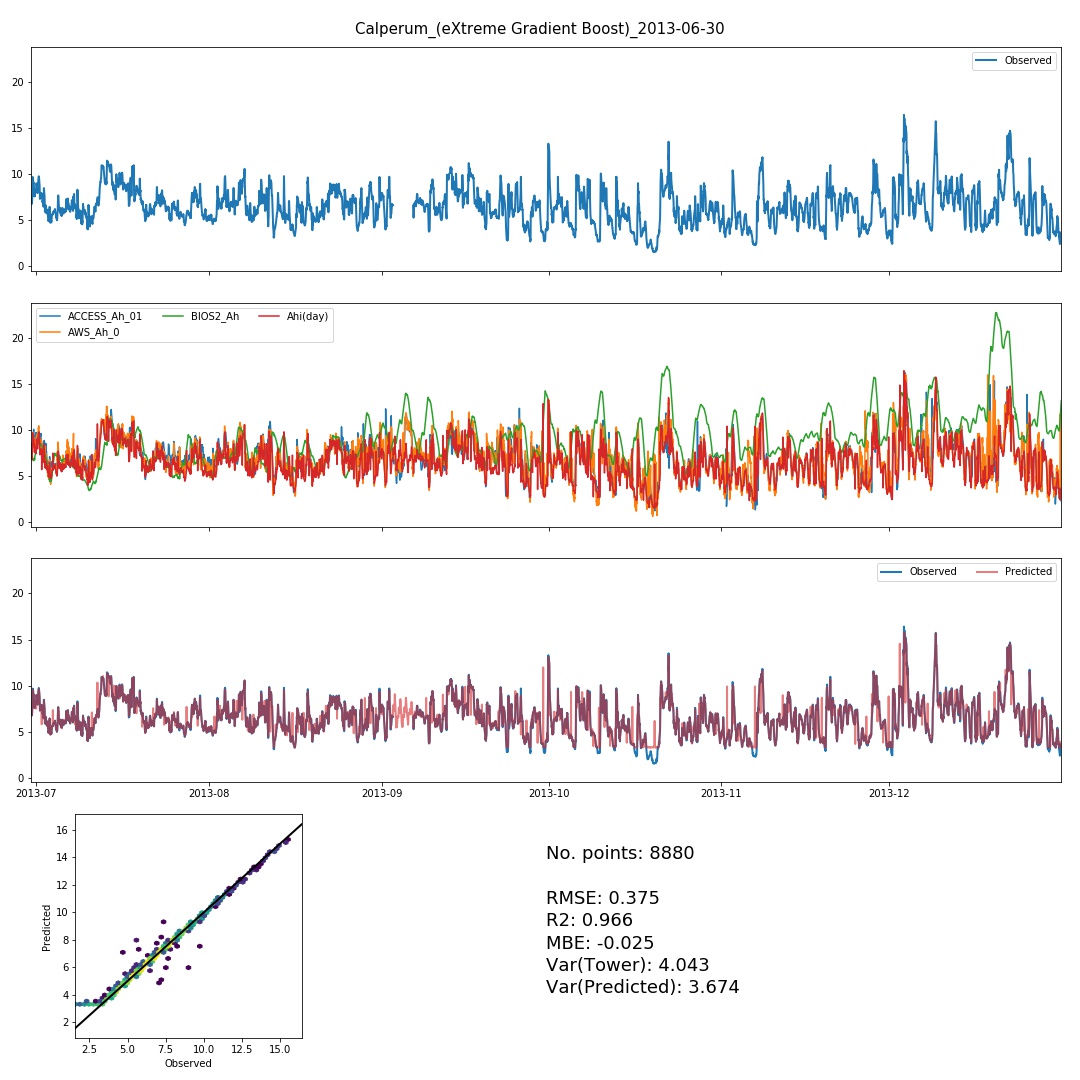 Calperum_(eXtreme Gradient Boost)_2013-06-30
Observed
20
15
10
5
0
ACCESS_Ah_01 BIOS2_Ah Ahi(day)
AWS_Ah_0
20
15
10
5
0
Observed Predicted
20
15
10
5
0
2013-07 2013-08 2013-09 2013-10 2013-11 2013-12
16
14
12
10
8
6
4
2
Predicted
2.5 5.0 7.5 10.0 12.5 15.0
Observed
No. points: 8880
RMSE: 0.375
R2: 0.966
MBE: -0.025
Var(Tower): 4.043
Var(Predicted): 3.674